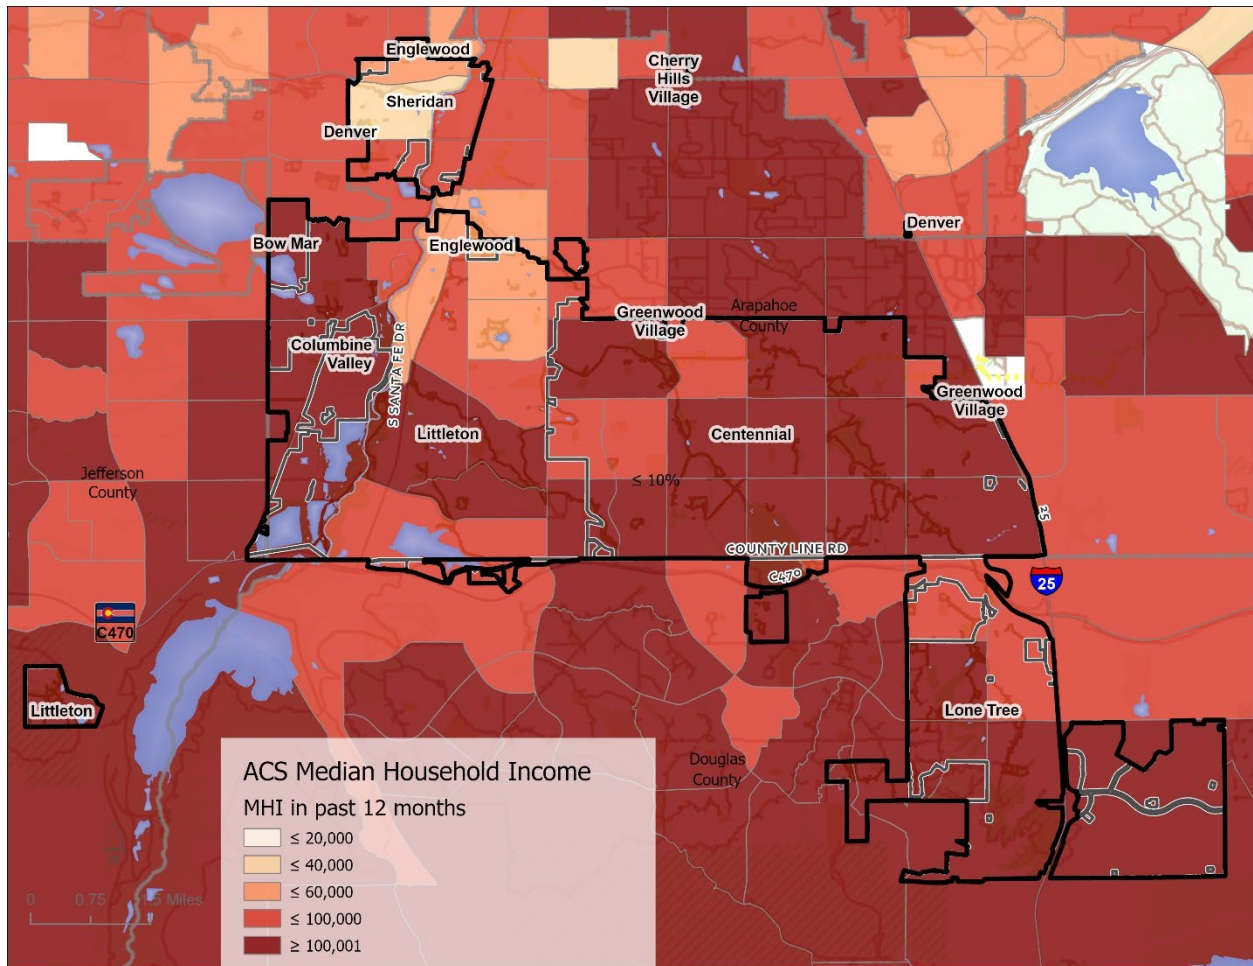 Englewood
Cherry
Hills
Village
Sheridan
Denver
Denver
Bow Mar
Englewood
Greenwood
Village
Arapahoe
County
Columbine
Valley
S SANTA FE DR
Greenwood
Village
Littleton
Centennial
Jefferson
County
≤ 10%
25
COUNTY LINE RD
C470
25
C470
Littleton
Lone Tree
Douglas
County
ACS Median Household Income
MHI in past 12 months
≤ 20,000
≤ 40,000
≤ 60,000
≤ 100,000
≥ 100,001
0 0.75 1.5 Miles